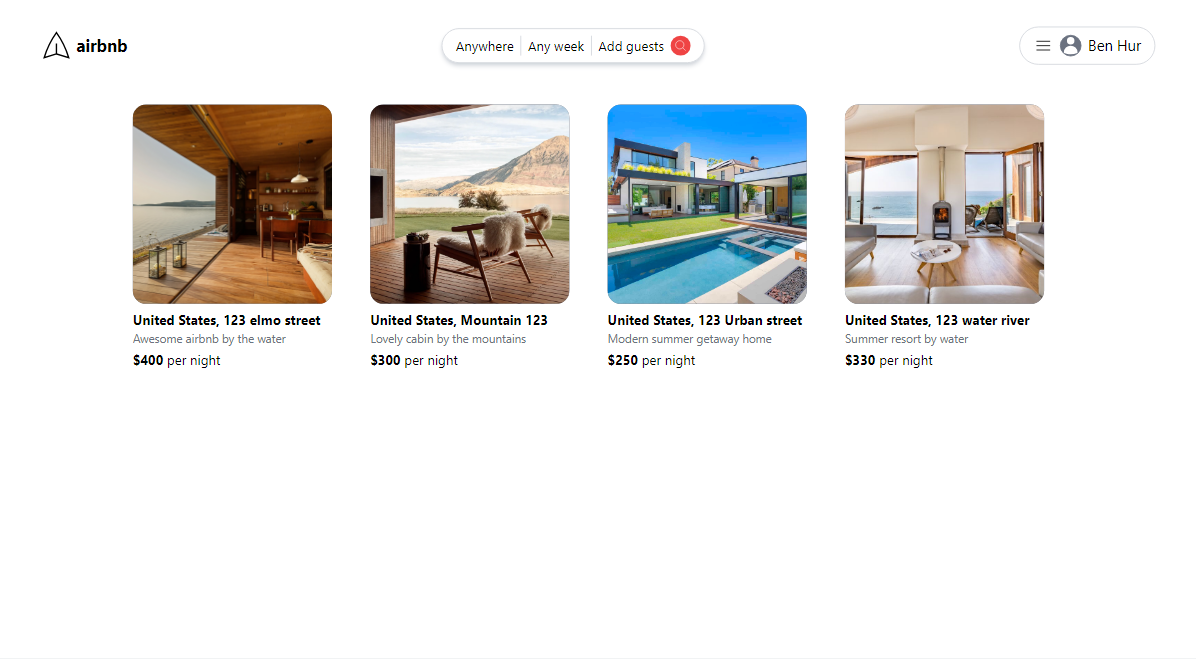 airbnb
Anywhere
Any week
Add guests
Ben Hur
United States, 123 elmo street
Awesome airbnb by the water
$400 per night
United States, Mountain 123
Lovely cabin by the mountains
$300 per night
United States, 123 Urban street
Modern summer getaway home
$250 per night
United States, 123 water river
Summer resort by water
$330 per night